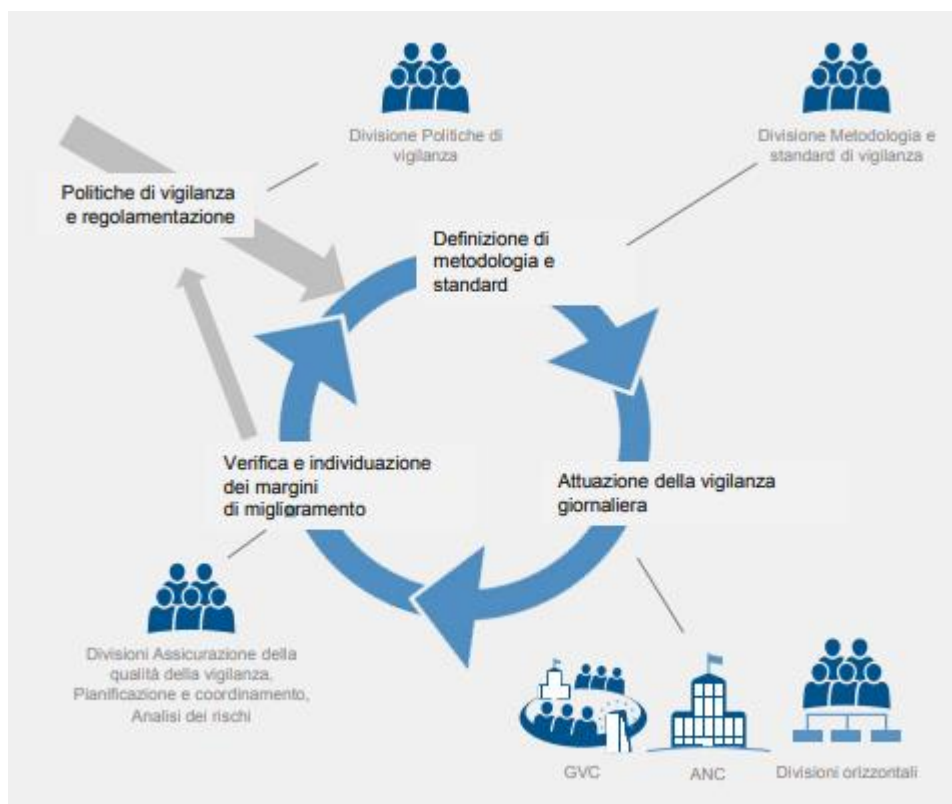 Divisione Politiche di
vigilanza
Divisione Metodologia e
standard di vigilanza
Politiche di vigilanza
e regolamentazione
Definizione di
metodologia e
standard
Verifica e individuazione
dei margini
di miglioramento
Attuazione della vigilanza
giornaliera
Divisioni Assicurazione della
qualità della vigilanza,
Pianificazione e coordinamento,
Analisi dei rischi
GVC
ANC
Divisioni orizzontali